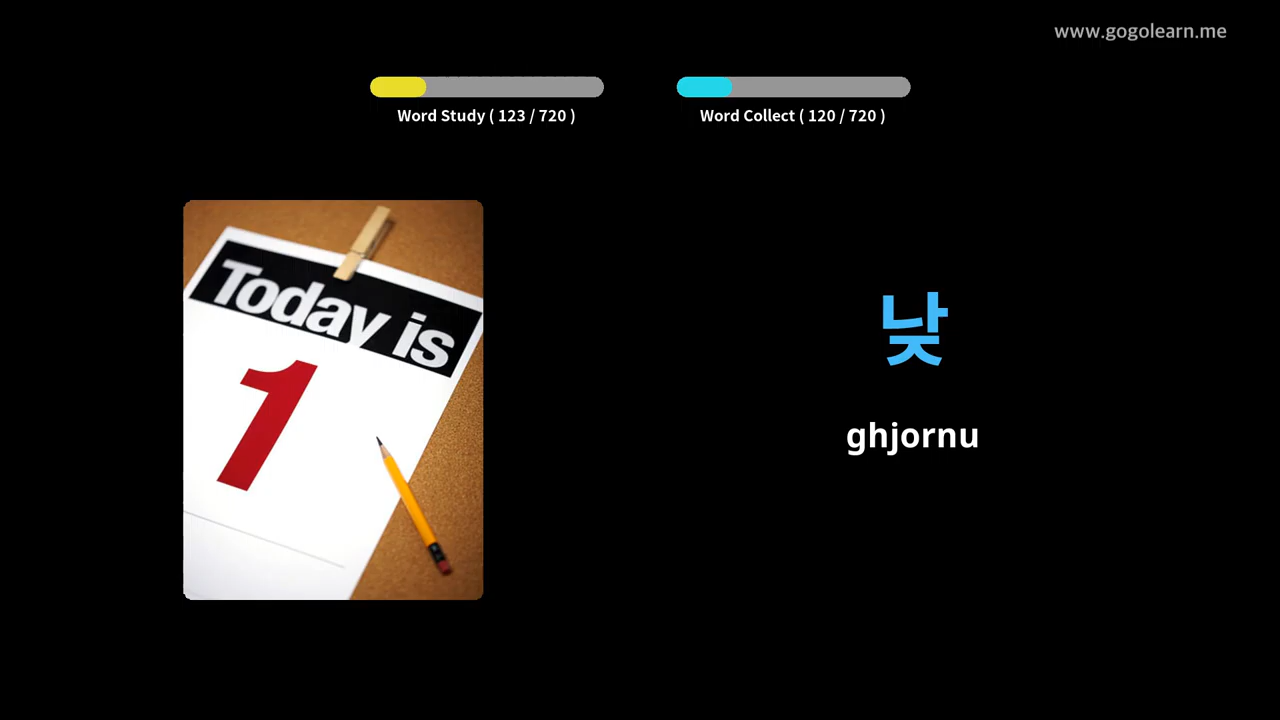 www.gogolearn.me
Word Study ( 123 / 720 )
Word Collect ( 120 / 720 )
Today is
1
낮
ghjornu